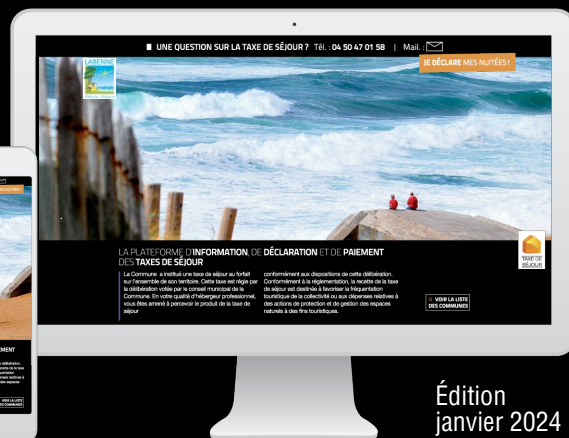 UNE QUESTION SUR LA TAXE DE SÉJOUR ? Tél. : 04 50 47 01 58 | Mail. :
LABENNE
JE DÉCLARE MES NUITÉES !
LA PLATEFORME D'INFORMATION, DE DÉCLARATION ET DE PAIEMENT
DES TAXES DE SÉJOUR
La Commune a institué une taxe de séjour au forfait
sur l'ensemble de son territoire. Cette taxe est régie par
la délibération votée par le conseil municipal de la
Commune. En votre qualité d'hébergeur professionnel,
vous êtes amené à percevoir le produit de la taxe de
séjour
conformément aux dispositions de cette délibération.
Conformément à la réglementation, la recette de la taxe
de séjour est destinée à favoriser la fréquentation
touristique de la collectivité ou aux dépenses relatives à
des actions de protection et de gestion des espaces
naturels à des fins touristiques.
TAXE DE
SÉJOUR
VOIR LA LISTE
DES COMMUNES
EMENT
VOIR LA LISTE
DES COMMUNES
Édition
janvier 2024